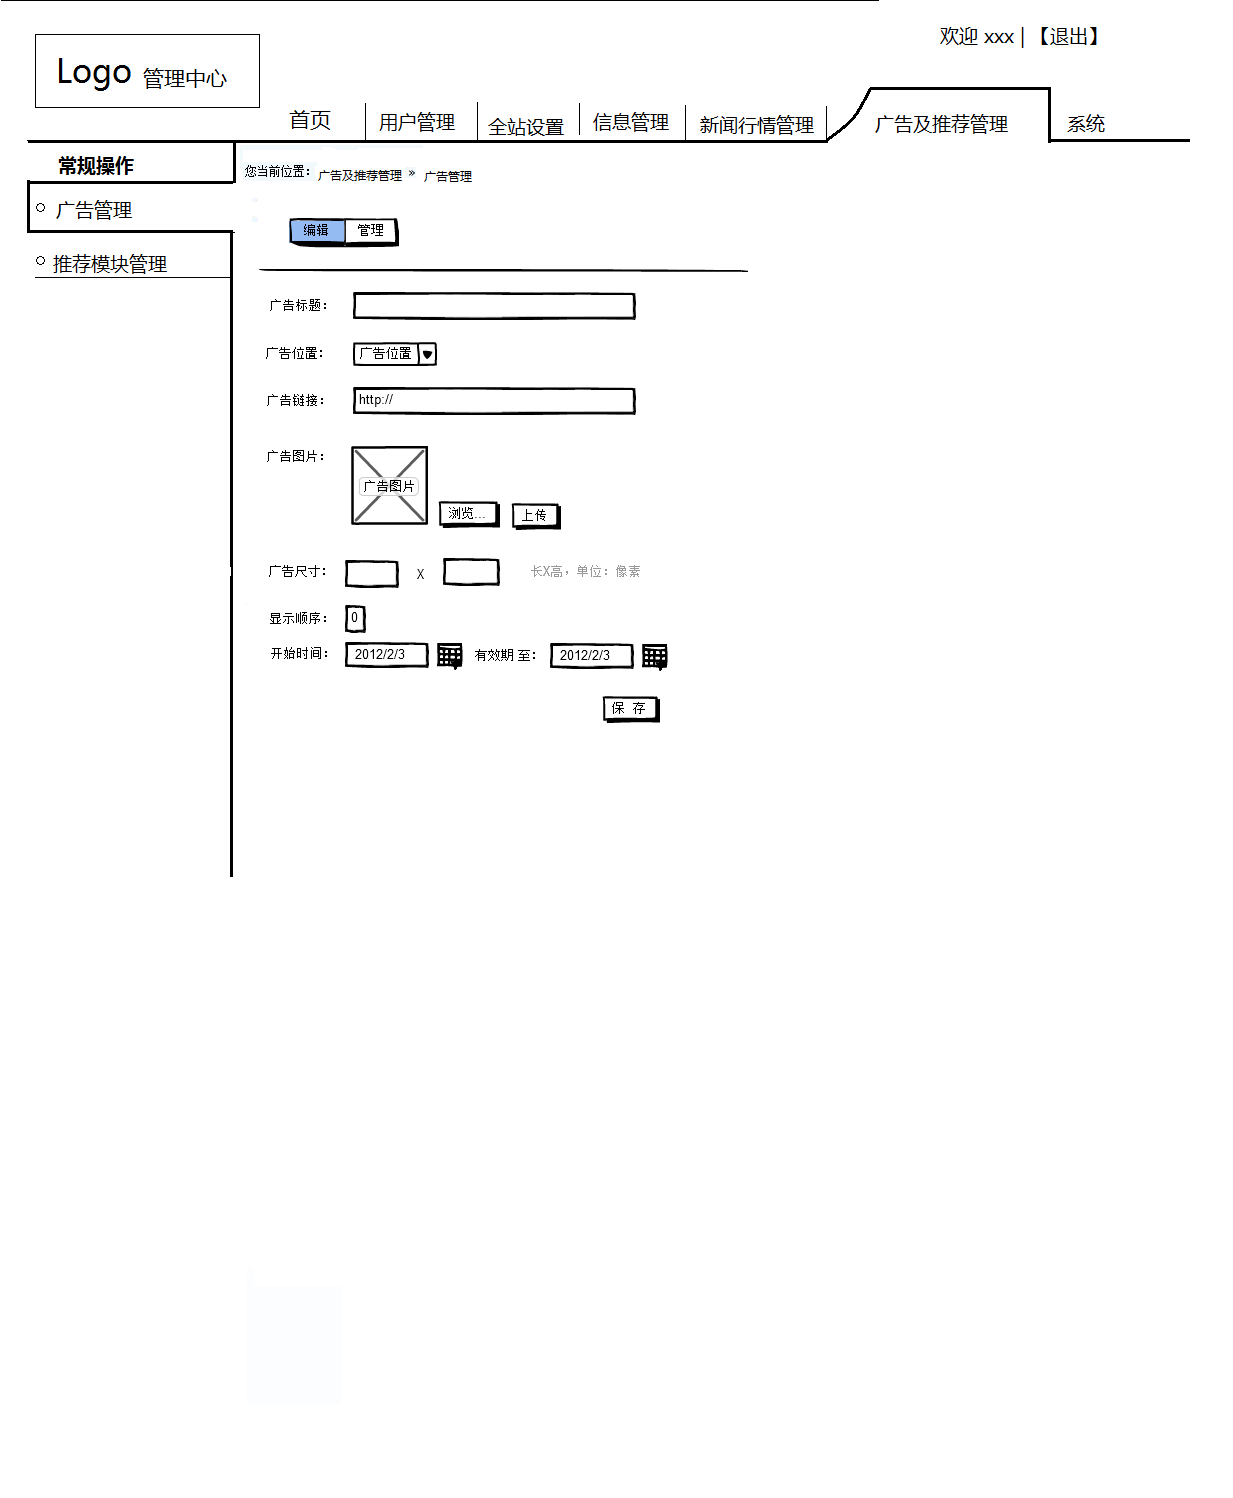 欢迎 xxx | 【退出】
Logo 管理中心
首页 用户管理 全站设置 信息管理 新闻行情管理 广告及推荐管理 系统
常规操作
您当前位置： 广告及推荐管理 » 广告管理
广告管理
编辑 管理
推荐模块管理
广告标题：
广告位置： 广告位置
广告链接： http://
广告图片：
广告图片
浏览... 上传
广告尺寸： X 长X高，单位：像素
显示顺序： 0
开始时间： 2012/2/3 有效期 至： 2012/2/3
保 存